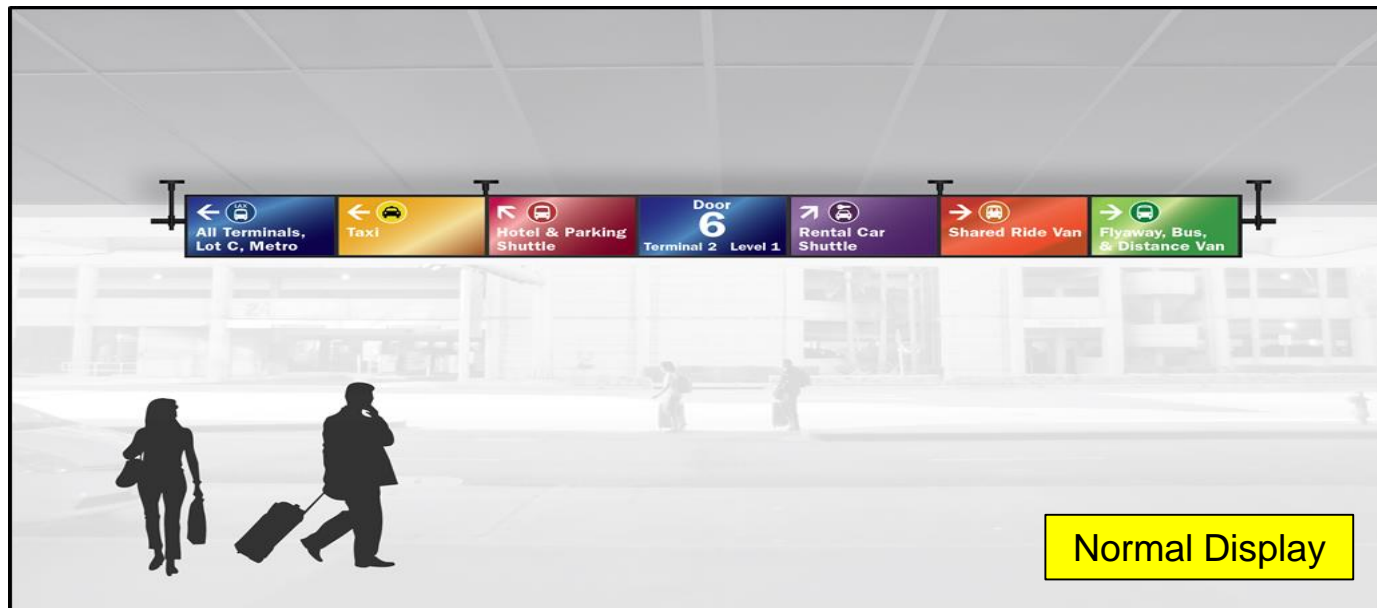 LAX
All Terminals,
Lot C, Metro
Taxi
Hotel & Parking
Shuttle
Door
6
Terminal 2 Level 1
Rental Car
Shuttle
Shared Ride Van
Flyaway, Bus,
& Distance Van
Normal Display